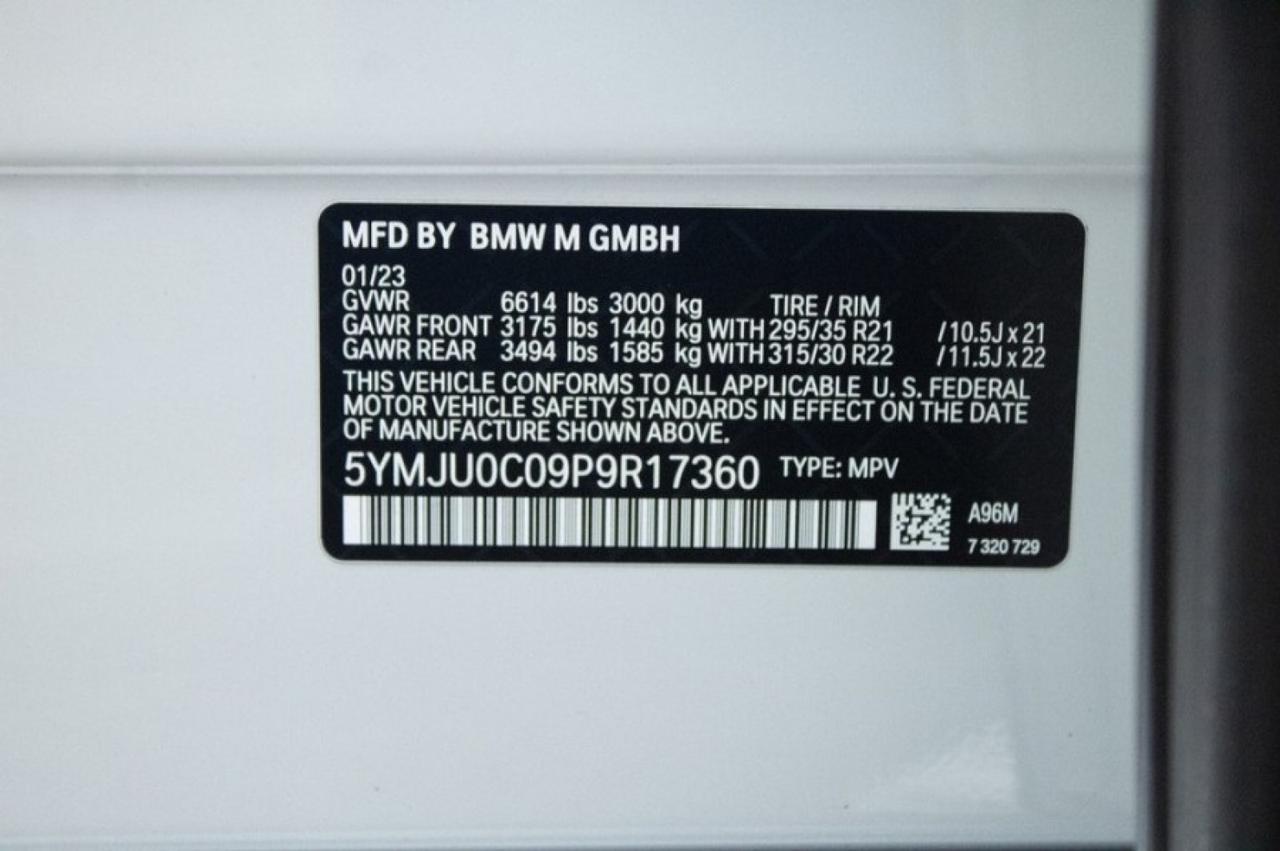 MFD BY BMW M GMBH
01/23
GVWR 6614 lbs 3000 kg TIRE / RIM
GAWR FRONT 3175 lbs 1440 kg WITH 295/35 R21 /10.5J x 21
GAWR REAR 3494 lbs 1585 kg WITH 315/30 R22 /11.5J x 22
THIS VEHICLE CONFORMS TO ALL APPLICABLE U. S. FEDERAL
MOTOR VEHICLE SAFETY STANDARDS IN EFFECT ON THE DATE
OF MANUFACTURE SHOWN ABOVE.
5YMJU0C09P9R17360 TYPE: MPV
A96M
7 320 729